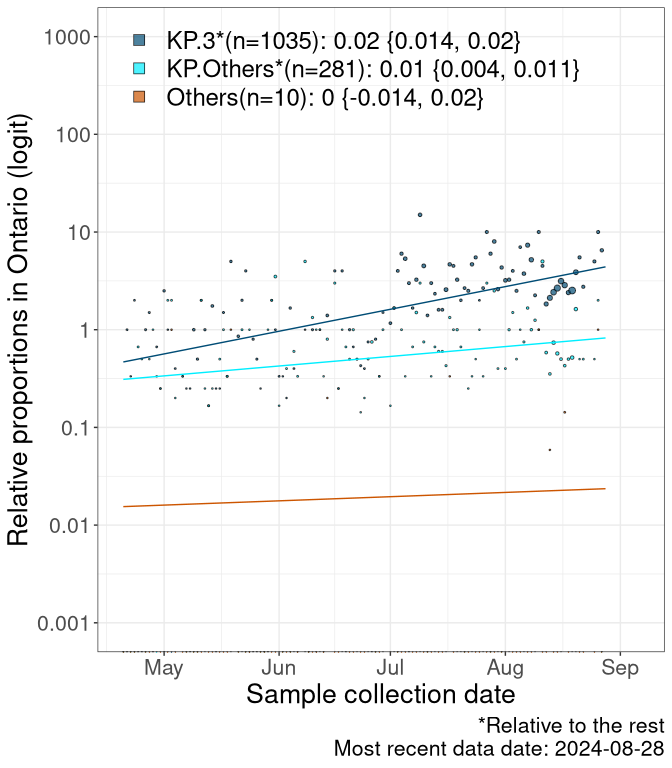 KP.3*(n=1035): 0.02 {0.014, 0.02}
KP.Others*(n=281): 0.01 {0.004, 0.011}
Others(n=10): 0 {-0.014, 0.02}
Relative proportions in Ontario (logit)
1000
100
10
1
0.1
0.01
0.001
May Jun Jul Aug Sep
Sample collection date
*Relative to the rest
Most recent data date: 2024-08-28